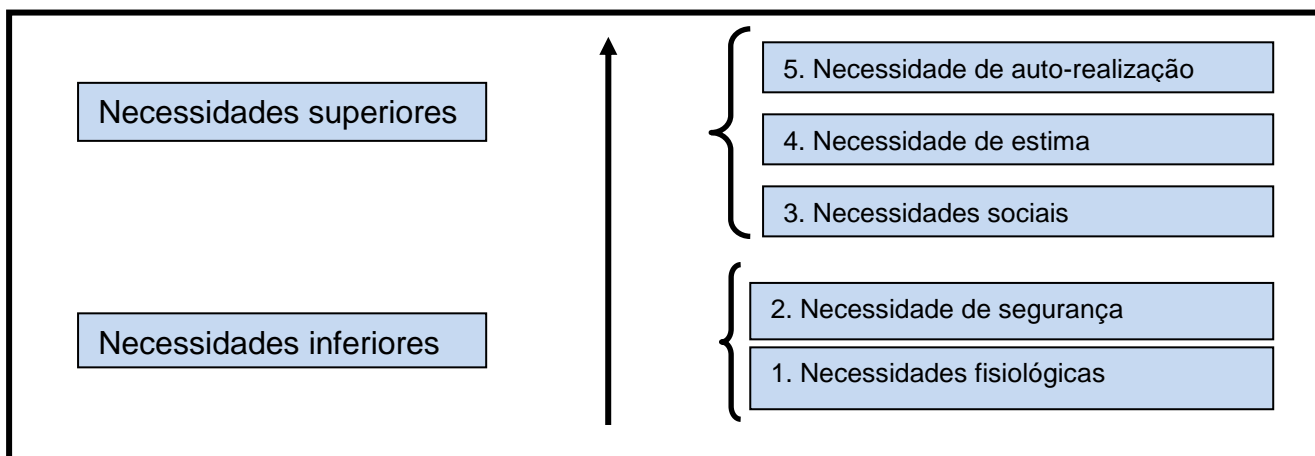 Necessidades superiores
5. Necessidade de auto-realização
4. Necessidade de estima
3. Necessidades sociais
Necessidades inferiores
2. Necessidade de segurança
1. Necessidades fisiológicas